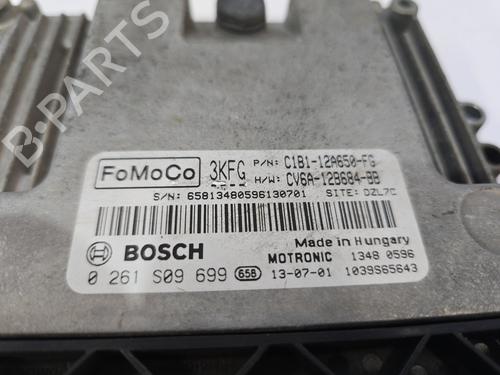 FoMoCo 3KFG P/N: C1B1-12A650-FG
H/W: CV6A-12B684-BB
S/N: 65813480596130701 SITE: DZL7C
BOSCH Made in Hungary
MOTRONIC 1348 0596
0 261 S09 699 658 13-07-01 1039S65643
B-PARTS